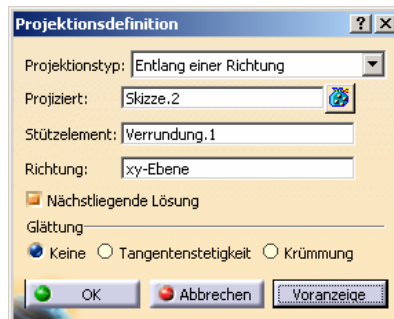 Projektionsdefinition
Projektionstyp: Entlang einer Richtung
Projiziert: Skizze.2
Stützelement: Verrundung.1
Richtung: xy-Ebene
Nächstliegende Lösung
Glättung
Keine Tangentenstetigkeit Krümmung
OK Abbrechen Voranzeige